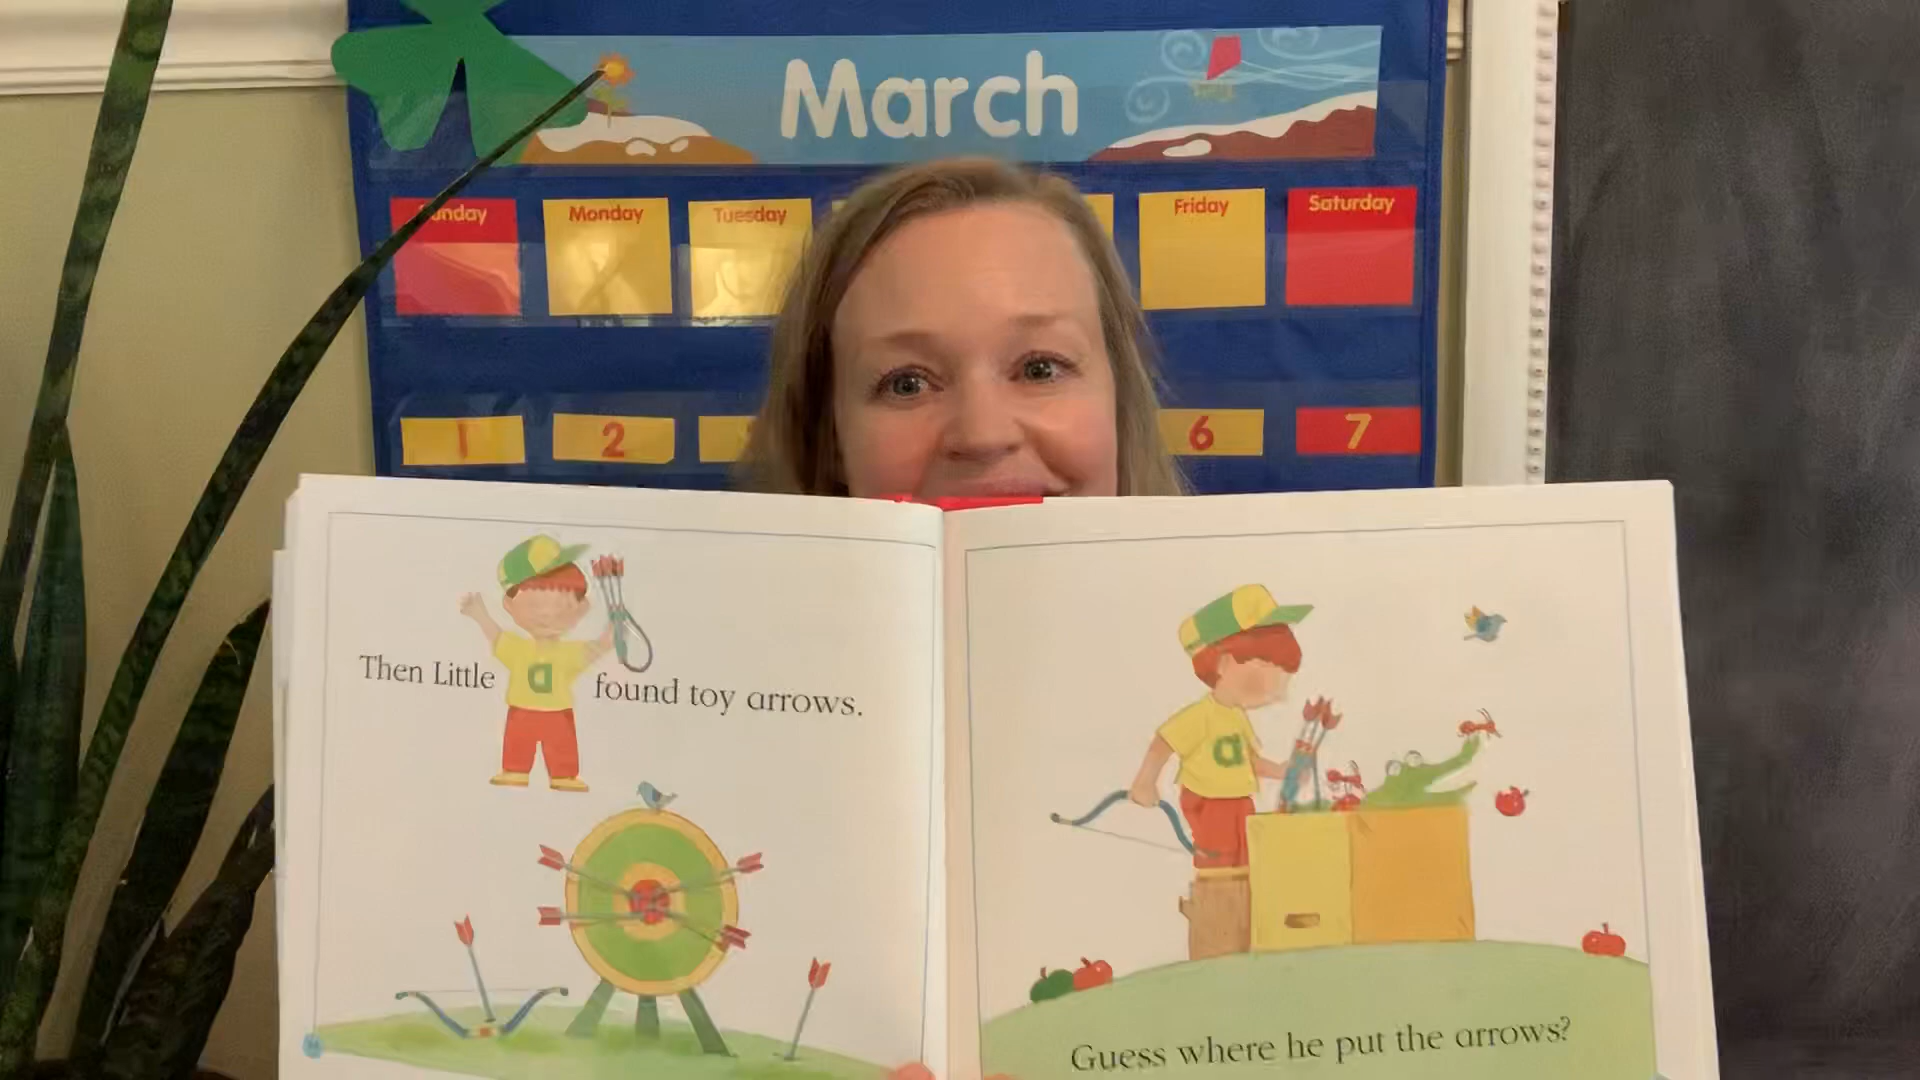 March
Sunday Monday Tuesday Friday Saturday
1 2 6 7
Then Little a found toy arrows.
a
Guess where he put the arrows?